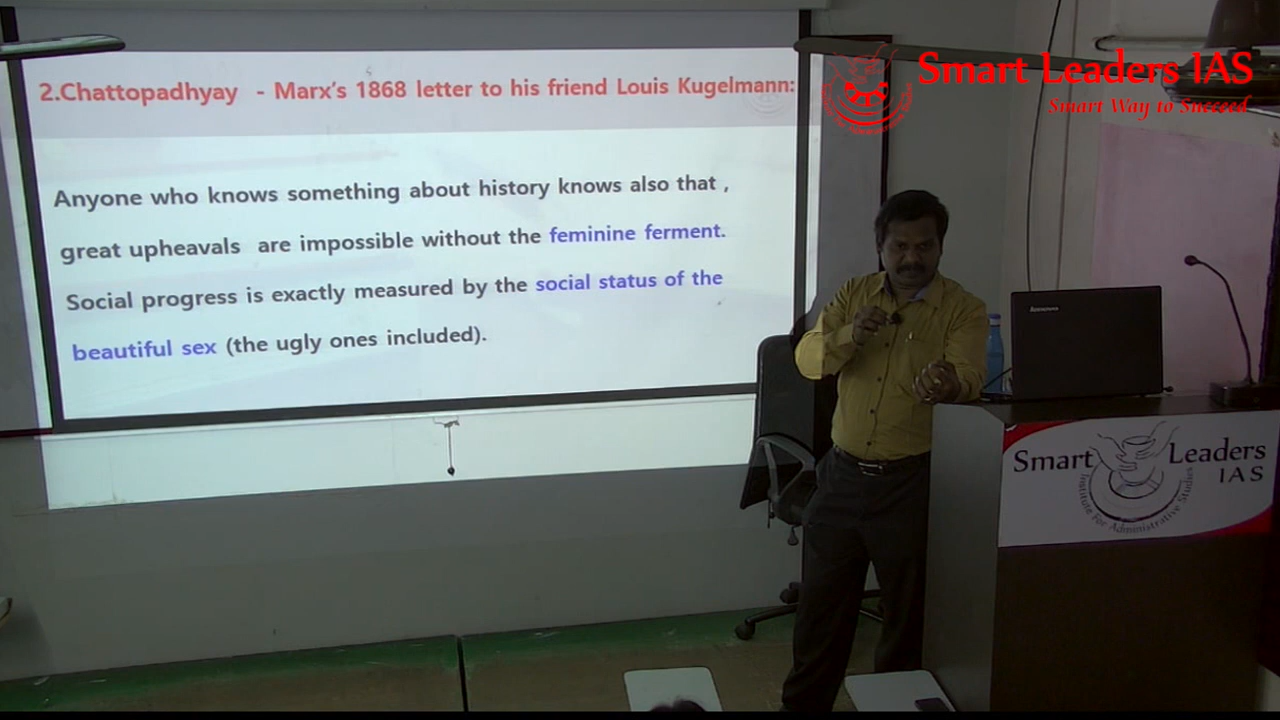 2.Chattopadhyay - Marx's 1868 letter to his friend Louis Kugelmann:
Anyone who knows something about history knows also that ,
great upheavals are impossible without the feminine ferment.
Social progress is exactly measured by the social status of the
beautiful sex (the ugly ones included).
Smart Leaders IAS
Smart Way to Succeed
Lenovo
Smart Leaders
IAS
Institute For Administrative Studies